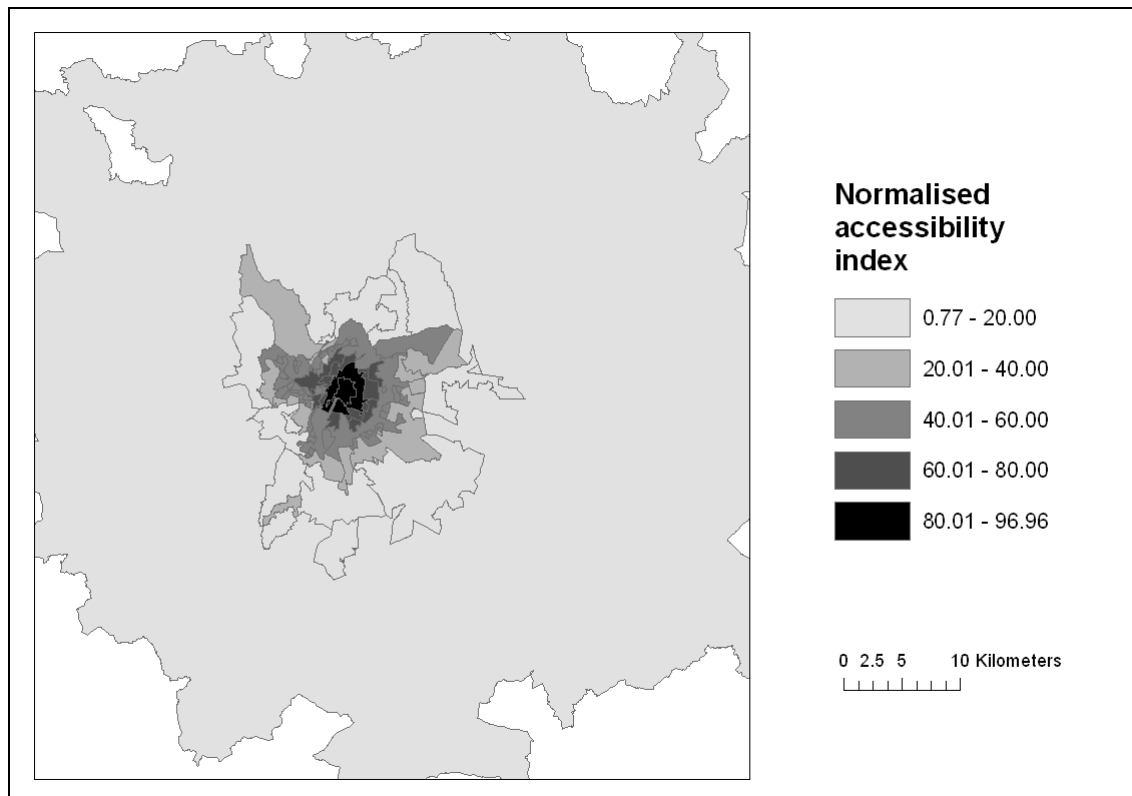 Normalised
accessibility
index
0.77 - 20.00
20.01 - 40.00
40.01 - 60.00
60.01 - 80.00
80.01 - 96.96
0 2.5 5 10 Kilometers